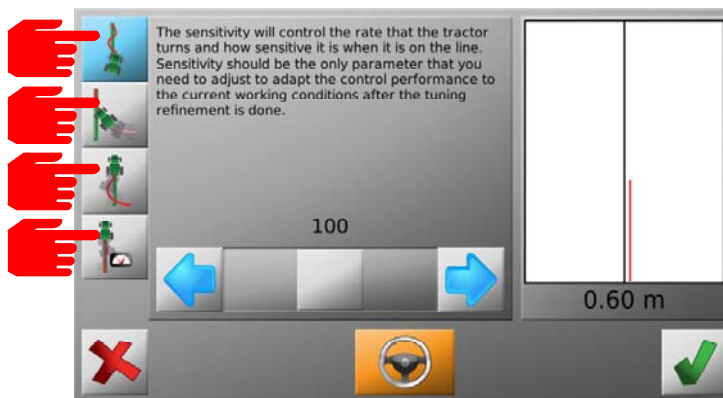 The sensitivity will control the rate that the tractor
turns and how sensitive it is when it is on the line.
Sensitivity should be the only parameter that you
need to adjust to adapt the control performance to
the current working conditions after the tuning
refinement is done.
100
0.60 m